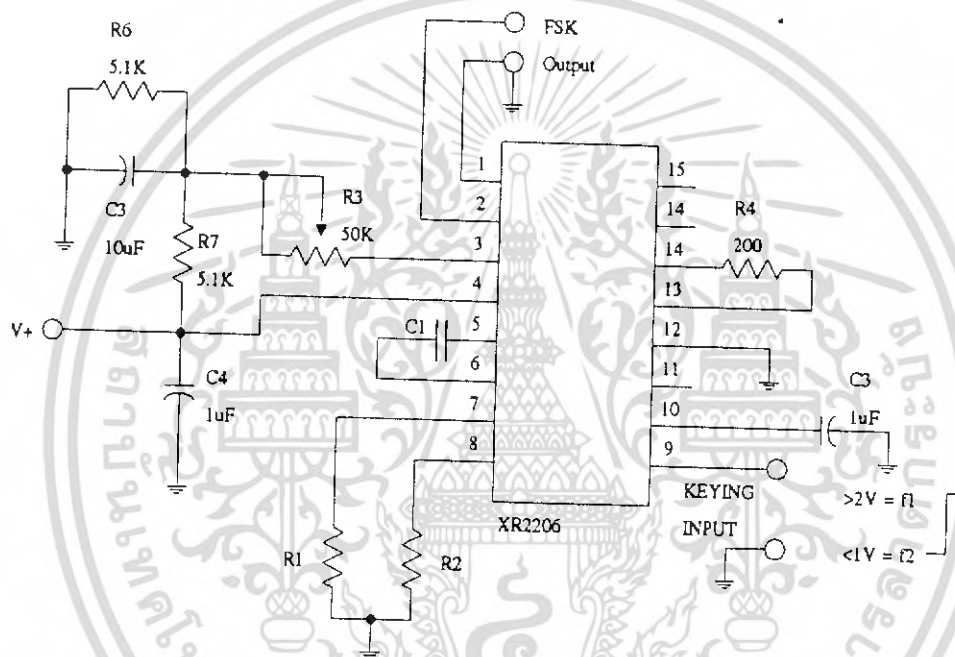 R6
5.1K
FSK
Output
C3
10uF
R7
5.1K
R3
50K
V+
C4
1uF
C1
1
2
3
4
5
6
7
8
15
14
14
13
12
11
10
9
R4
200
C3
1uF
KEYING
INPUT
>2V = f1
<1V = f2
XR2206
R1
R2